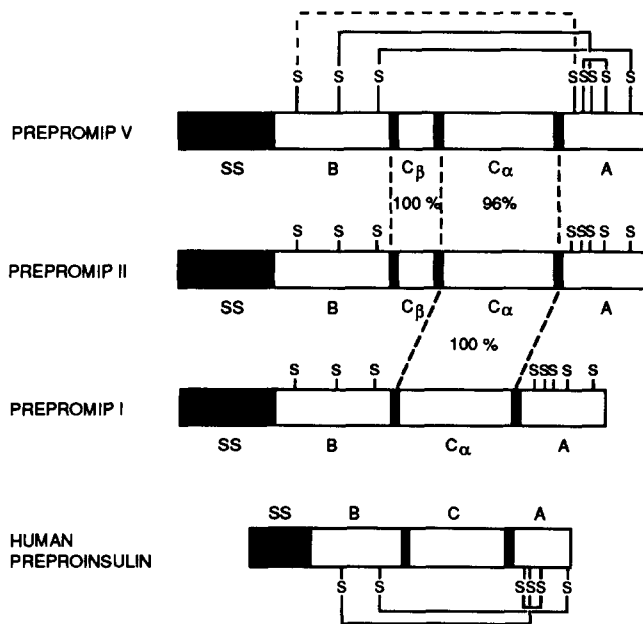 S S S S S S S S
PREPROMIP V
SS B Cβ Cα A
100 % 96%
S S S S S S S S
PREPROMIP II
SS B Cβ Cα A
100 %
S S S S S S S S
PREPROMIP I
SS B Cα A
SS B C A
HUMAN
PREPROINSULIN
S S S S S S